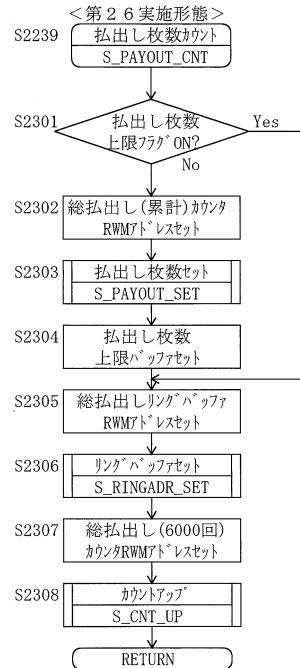 ＜第２６実施形態＞
S2239 払出し枚数ｶｳﾝﾄ
S_PAYOUT_CNT
S2301 払出し枚数
上限ﾌﾗｸﾞON?
Yes
No
S2302 総払出し(累計)ｶｳﾝﾀ
RWMｱﾄﾞﾚｽｾｯﾄ
S2303 払出し枚数ｾｯﾄ
S_PAYOUT_SET
S2304 払出し枚数
上限ﾊﾞｯﾌｧｾｯﾄ
S2305 総払出しﾘﾝｸﾞﾊﾞｯﾌｧ
RWMｱﾄﾞﾚｽｾｯﾄ
S2306 ﾘﾝｸﾞﾊﾞｯﾌｧｾｯﾄ
S_RINGADR_SET
S2307 総払出し(6000回)
ｶｳﾝﾀRWMｱﾄﾞﾚｽｾｯﾄ
S2308 ｶｳﾝﾄｱｯﾌﾟ
S_CNT_UP
RETURN